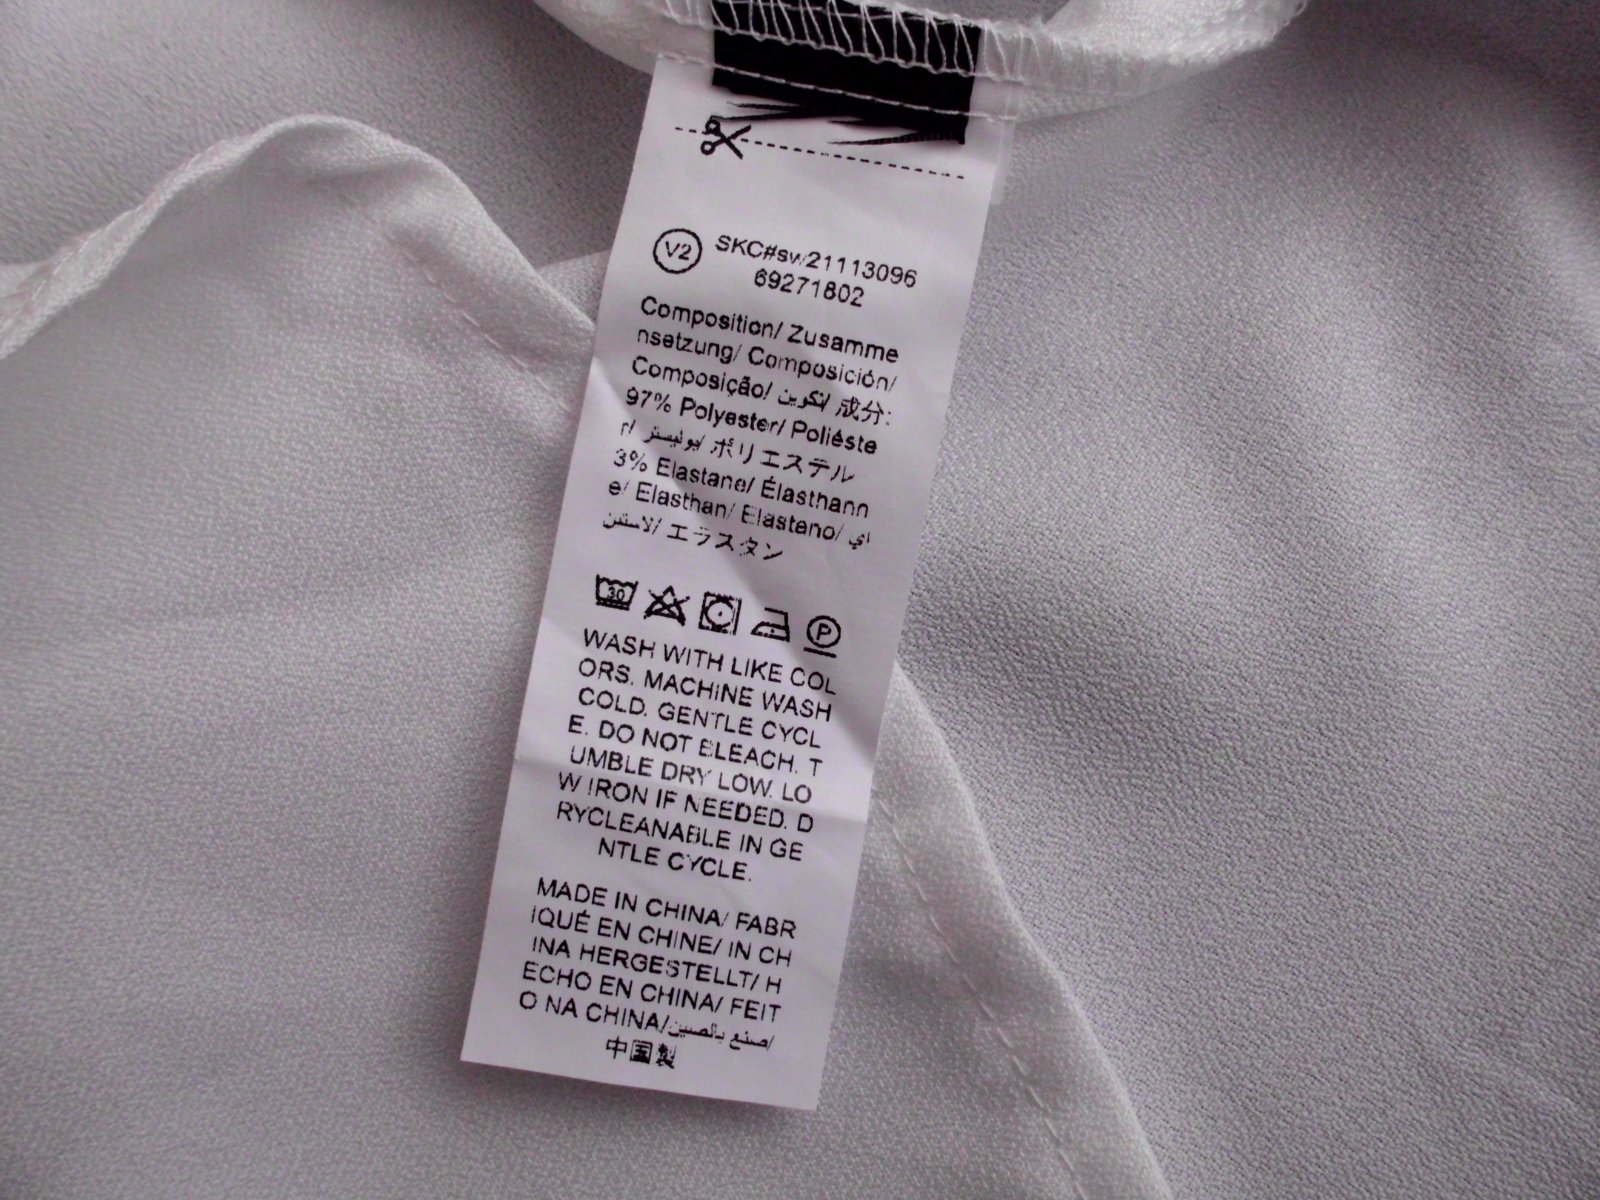 V2 SKC#sw21113096
69271802
Composition/ Zusamme
nsetzung/ Composición/
Composição/ تكوين/ 成分:
97% Polyester/ Poliéste
r/ بوليستر/ ポリエステル
3% Elastane/ Élasthann
e/ Elasthan/ Elasteno/ اي
لاستين/ エラスタン
30
P
WASH WITH LIKE COL
ORS. MACHINE WASH
COLD. GENTLE CYCL
E. DO NOT BLEACH. T
UMBLE DRY LOW. LO
W IRON IF NEEDED. D
RYCLEANABLE IN GE
NTLE CYCLE.
MADE IN CHINA/ FABR
IQUÉ EN CHINE/ IN CH
INA HERGESTELLT/ H
ECHO EN CHINA/ FEIT
O NA CHINA/صنع بالصين/
中国製